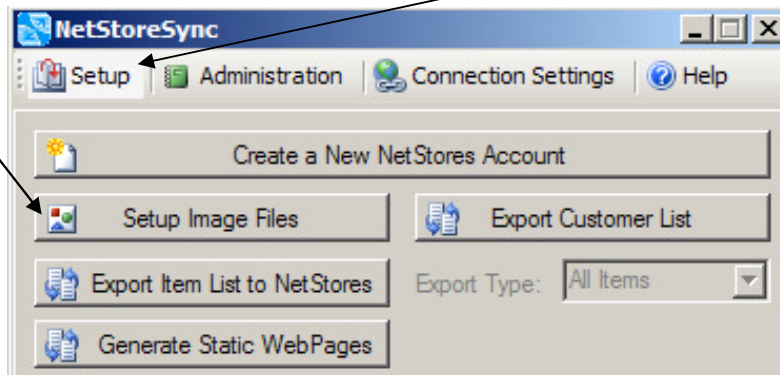 NetStoreSync
Setup Administration Connection Settings Help
Create a New NetStores Account
Setup Image Files Export Customer List
Export Item List to NetStores Export Type: All Items
Generate Static WebPages